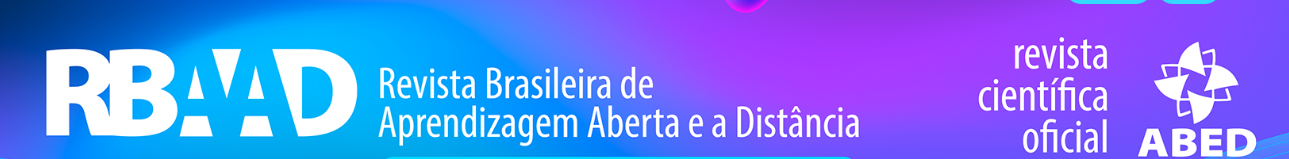 RBAAD
Revista Brasileira de
Aprendizagem Aberta e a Distância
revista
científica
oficial
ABED